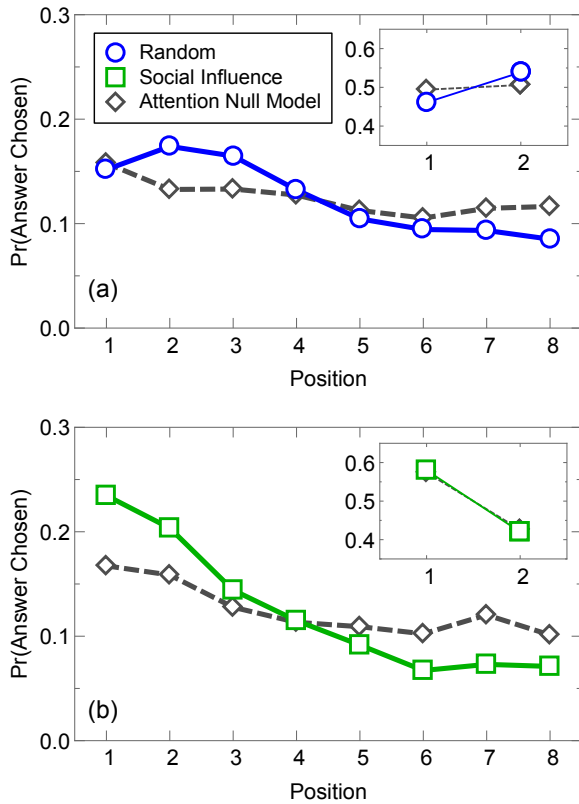 0.3
Random
Social Influence
Attention Null Model
0.6
0.5
0.4
1 2
0.2
0.1
0.0
Pr(Answer Chosen)
(a)
1 2 3 4 5 6 7 8
Position
0.3
0.6
0.5
0.4
1 2
0.2
0.1
0.0
Pr(Answer Chosen)
(b)
1 2 3 4 5 6 7 8
Position